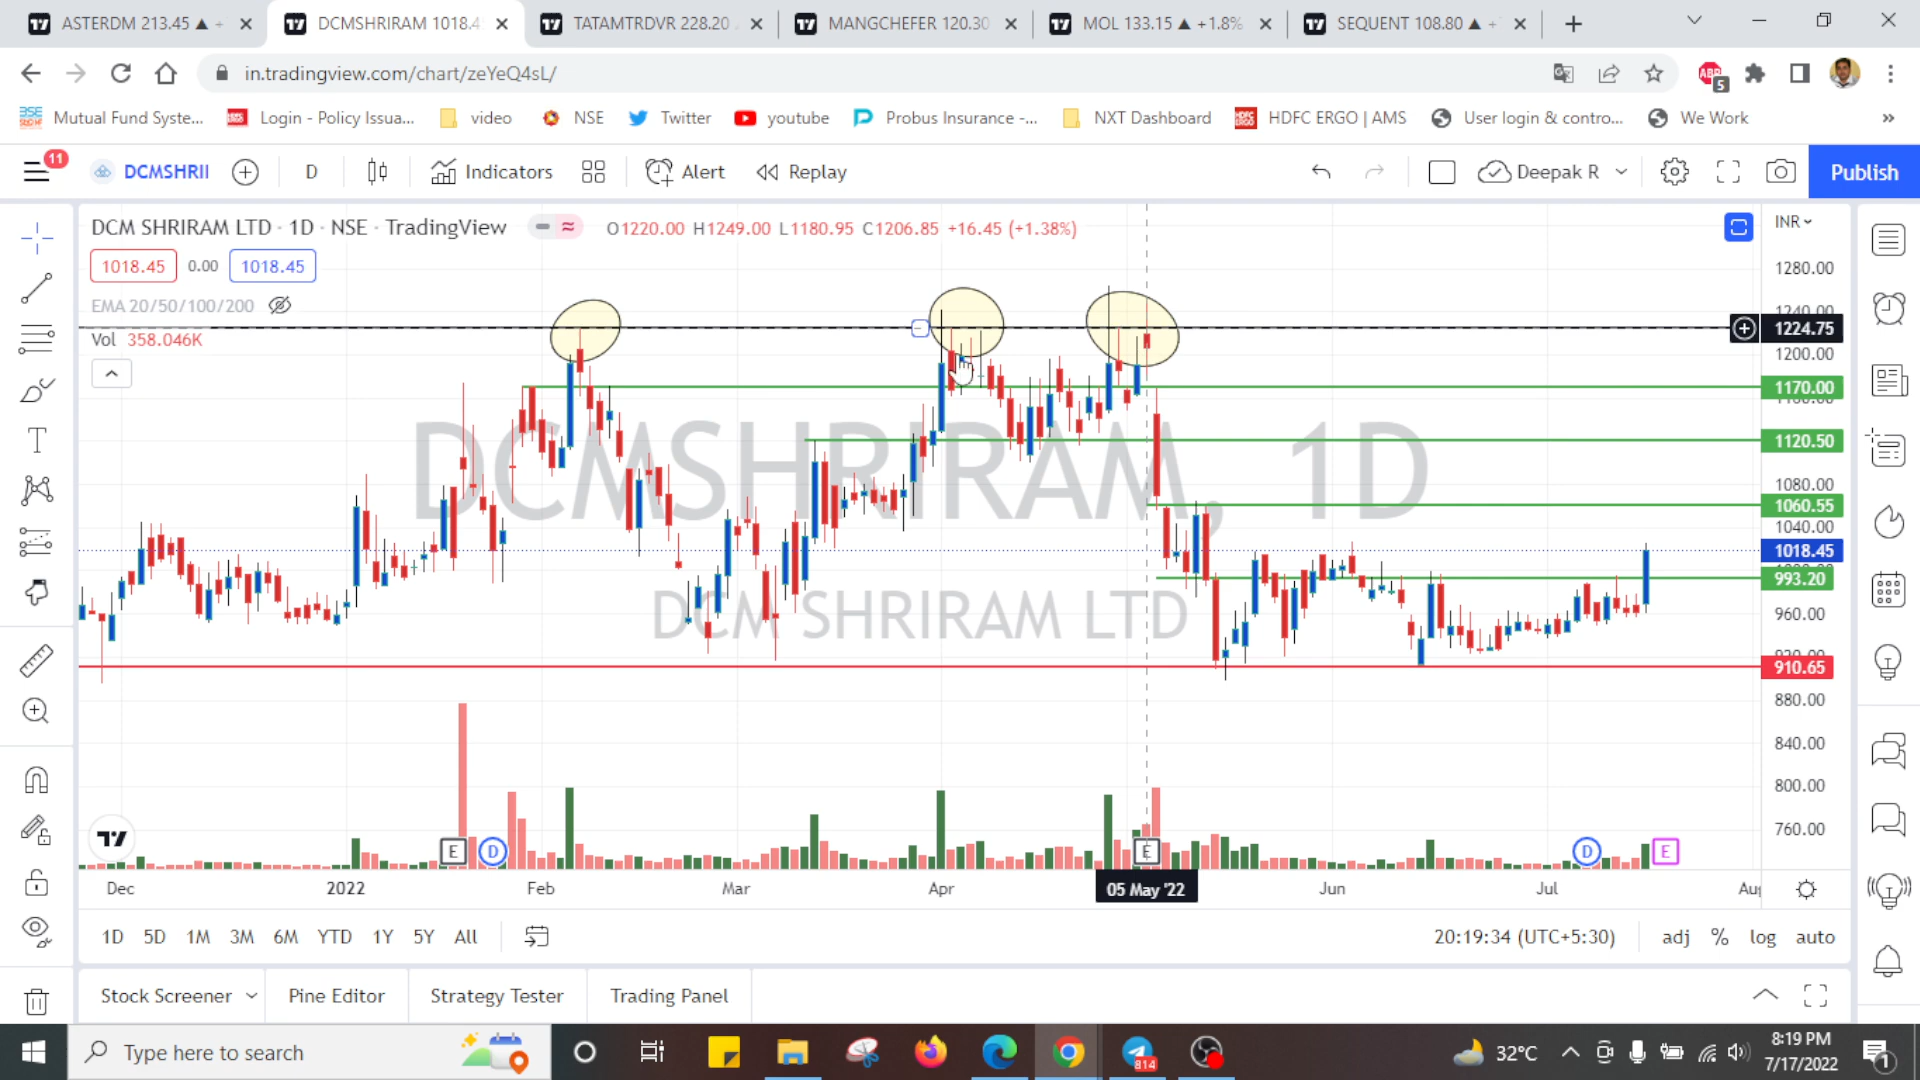 ASTERDM 213.45 ▲ +
DCMSHRIRAM 1018.4
TATAMTRDVR 228.20
MANGCHEFER 120.30
MOL 133.15 ▲ +1.8%
SEQUENT 108.80 ▲ +
in.tradingview.com/chart/zeYeQ4sL/
ABP 5
Mutual Fund Syste...
Login - Policy Issua...
video
NSE
Twitter
youtube
Probus Insurance -...
NXT Dashboard
HDFC ERGO | AMS
User login & contro...
We Work
»
11
DCMSHRII
D
Indicators
Alert
Replay
Deepak R
Publish
DCM SHRIRAM LTD · 1D · NSE · TradingView
O1220.00 H1249.00 L1180.95 C1206.85 +16.45 (+1.38%)
INR
1018.45 0.00 1018.45
EMA 20/50/100/200
Vol 358.046K
DCMSHRIRAM, 1D
DCM SHRIRAM LTD
1280.00
1240.00
1224.75
1200.00
1170.00
1120.50
1080.00
1060.55
1040.00
1018.45
993.20
960.00
910.65
880.00
840.00
800.00
760.00
E D E D E
Dec 2022 Feb Mar Apr 05 May '22 Jun Jul Aug
1D 5D 1M 3M 6M YTD 1Y 5Y All
20:19:34 (UTC+5:30)
adj % log auto
Stock Screener
Pine Editor
Strategy Tester
Trading Panel
Type here to search
814
32°C
8:19 PM
7/17/2022
1